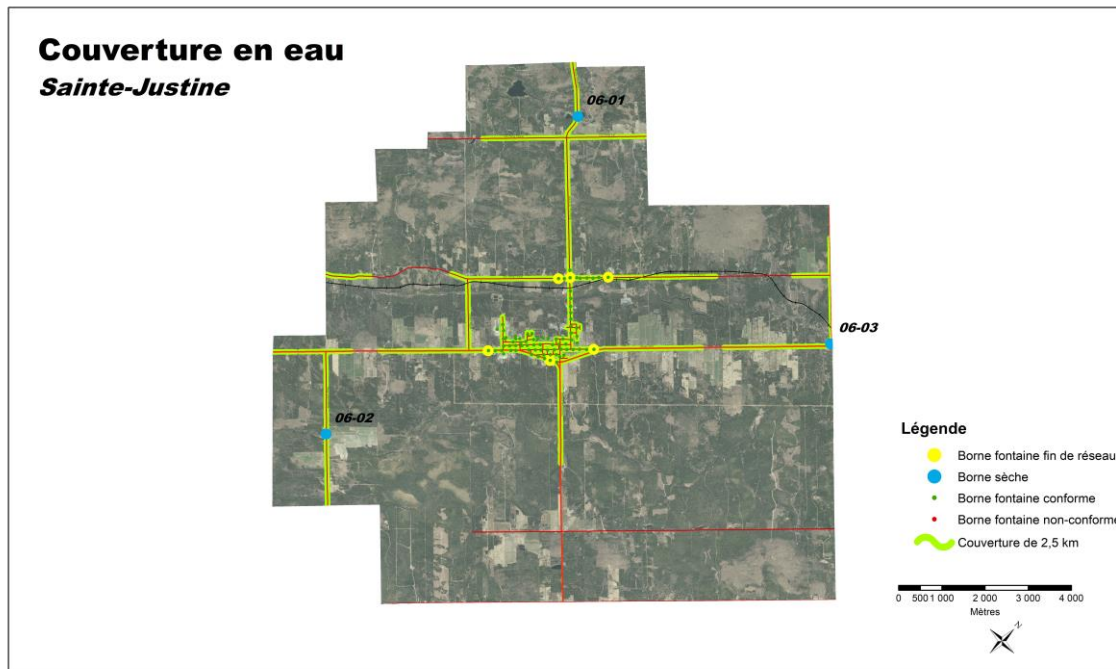 Couverture en eau
Sainte-Justine
06-01
06-03
06-02
Légende
Borne fontaine fin de réseau
Borne sèche
Borne fontaine conforme
Borne fontaine non-conforme
Couverture de 2,5 km
0 500 1 000 2 000 3 000 4 000
Mètres
N